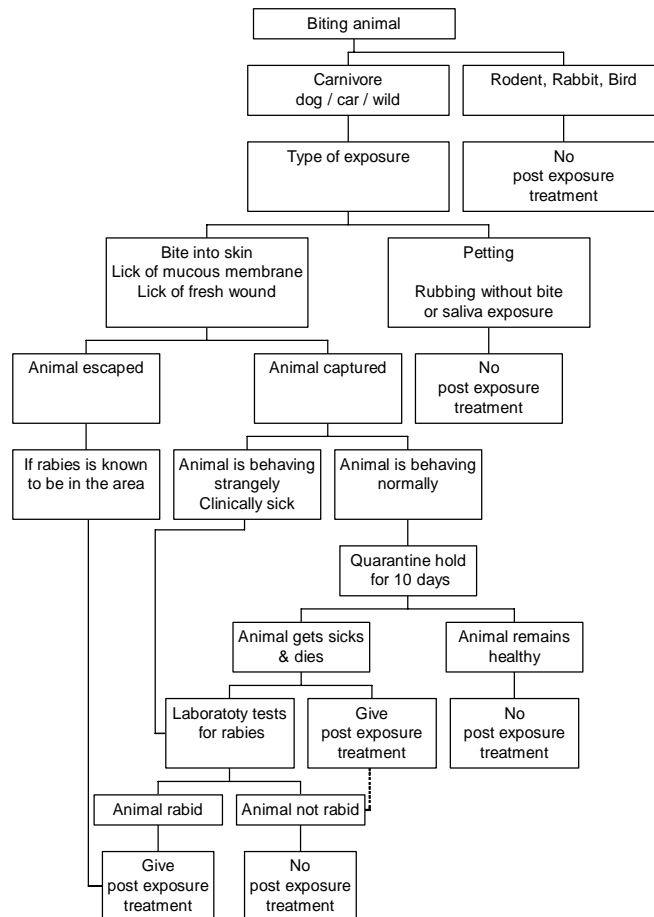 Biting animal
Carnivore
dog / car / wild
Rodent, Rabbit, Bird
Type of exposure
No
post exposure
treatment
Bite into skin
Lick of mucous membrane
Lick of fresh wound
Petting
Rubbing without bite
or saliva exposure
Animal escaped
Animal captured
No
post exposure
treatment
If rabies is known
to be in the area
Animal is behaving
strangely
Clinically sick
Animal is behaving
normally
Quarantine hold
for 10 days
Animal gets sicks
& dies
Animal remains
healthy
Laboratoty tests
for rabies
Give
post exposure
treatment
No
post exposure
treatment
Animal rabid
Animal not rabid
Give
post exposure
treatment
No
post exposure
treatment